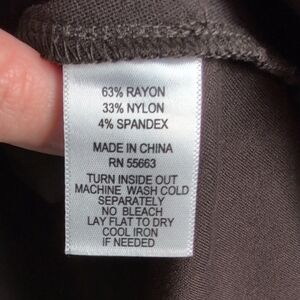 63% RAYON
33% NYLON
4% SPANDEX
MADE IN CHINA
RN 55663
TURN INSIDE OUT
MACHINE WASH COLD
SEPARATELY
NO BLEACH
LAY FLAT TO DRY
COOL IRON
IF NEEDED